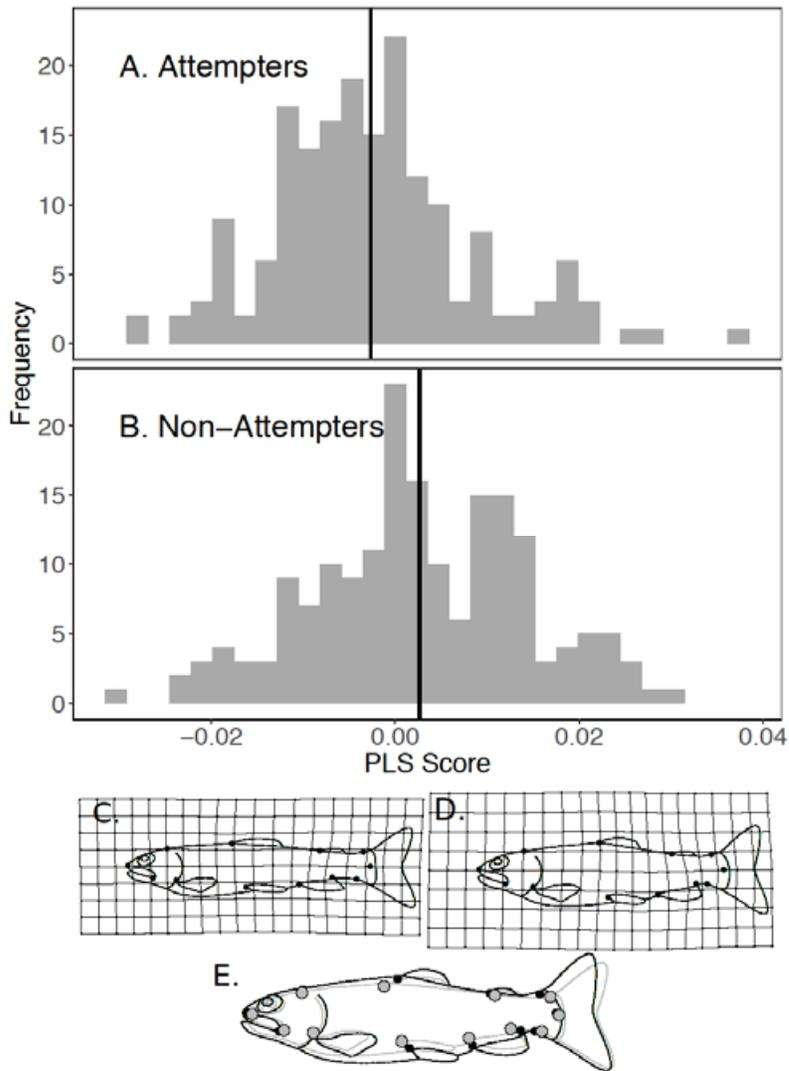 A. Attempters
20
15
10
5
0
Frequency
B. Non−Attempters
20
15
10
5
0
−0.02 0.00 0.02 0.04
PLS Score
C. D.
E.